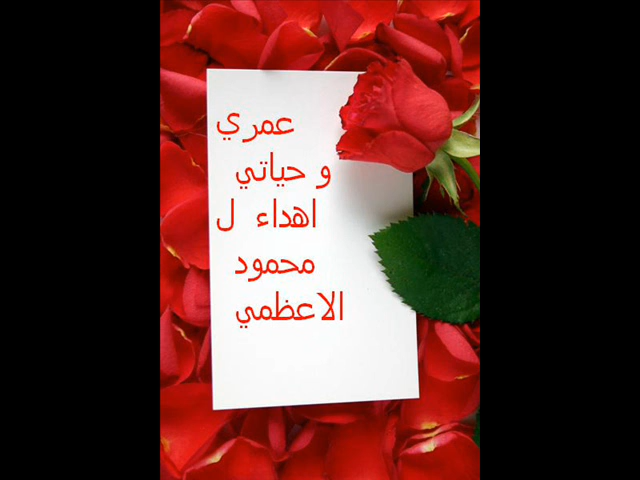 عمري
و حياتي
اهداء ل
محمود
الاعظمي